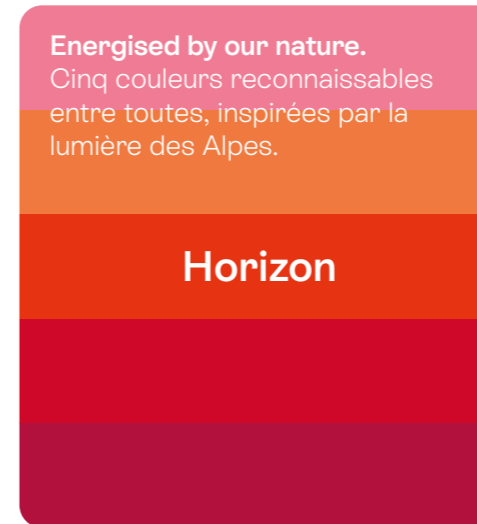 Energised by our nature.
Cinq couleurs reconnaissables
entre toutes, inspirées par la
lumière des Alpes.
Horizon